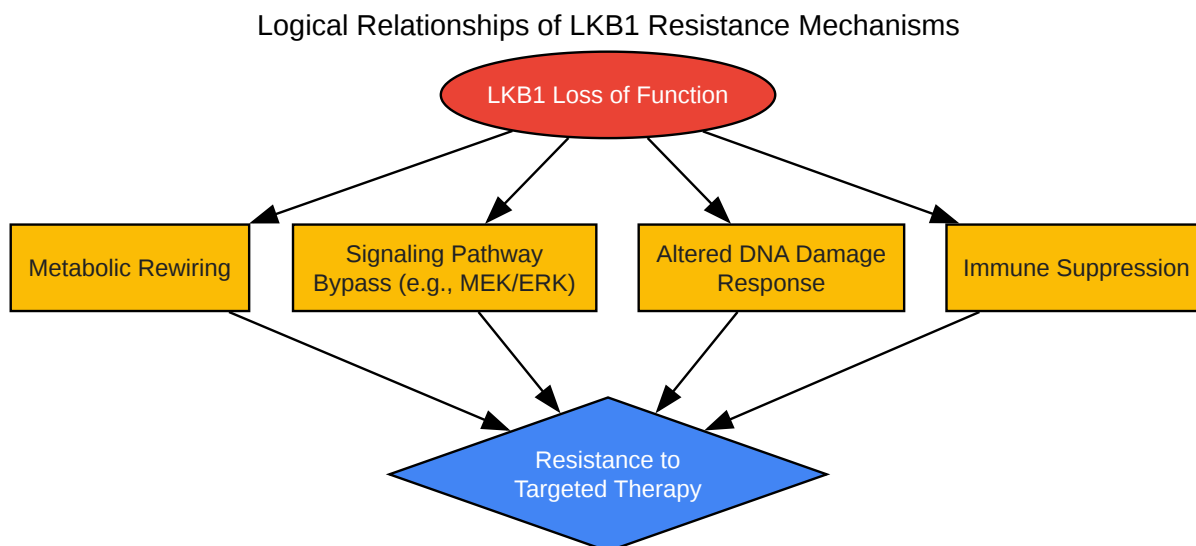 Logical Relationships of LKB1 Resistance Mechanisms
LKB1 Loss of Function
Metabolic Rewiring
Signaling Pathway
Bypass (e.g., MEK/ERK)
Altered DNA Damage
Response
Immune Suppression
Resistance to
Targeted Therapy